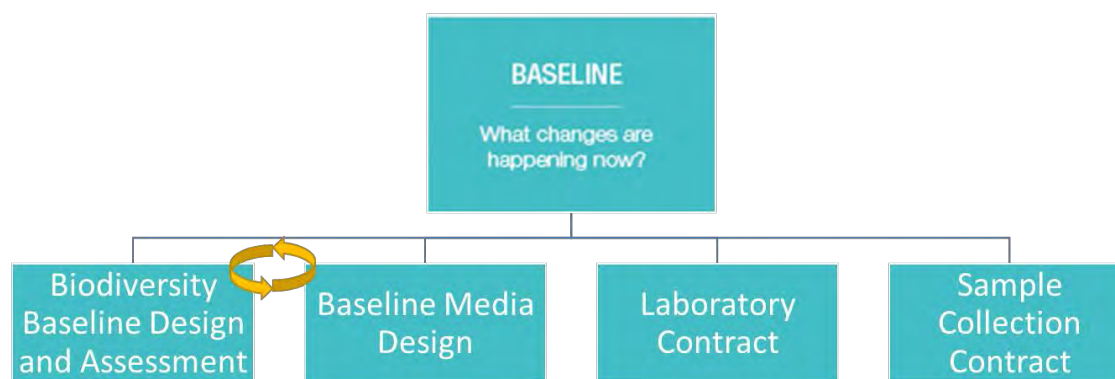 BASELINE
What changes are
happening now?
Biodiversity
Baseline Design
and Assessment
Baseline Media
Design
Laboratory
Contract
Sample
Collection
Contract